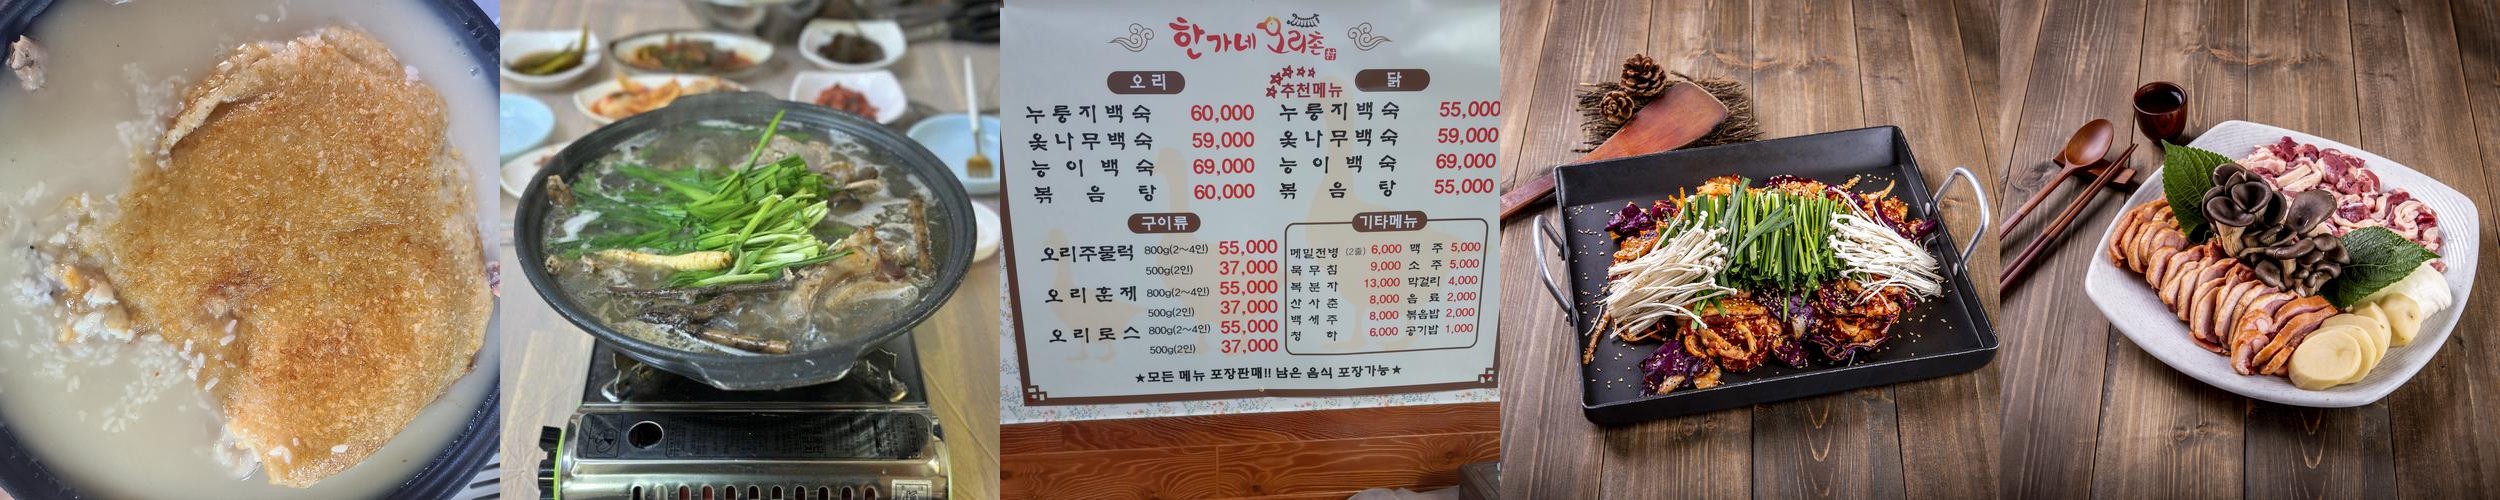 한가네 오리촌
오리
누룽지백숙 60,000
옻나무백숙 59,000
능이백숙 69,000
볶음탕 60,000
추천메뉴
닭
누룽지백숙 55,000
옻나무백숙 59,000
능이백숙 69,000
볶음탕 55,000
구이류
오리주물럭 800g(2~4인) 55,000
500g(2인) 37,000
오리훈제 800g(2~4인) 55,000
500g(2인) 37,000
오리로스 800g(2~4인) 55,000
500g(2인) 37,000
기타메뉴
메밀전병 (2줄) 6,000 맥주 5,000
묵무침 9,000 소주 5,000
복분자 13,000 막걸리 4,000
산사춘 8,000 음료 2,000
백세주 8,000 볶음밥 2,000
청하 6,000 공기밥 1,000
★모든 메뉴 포장판매!! 남은 음식 포장가능★